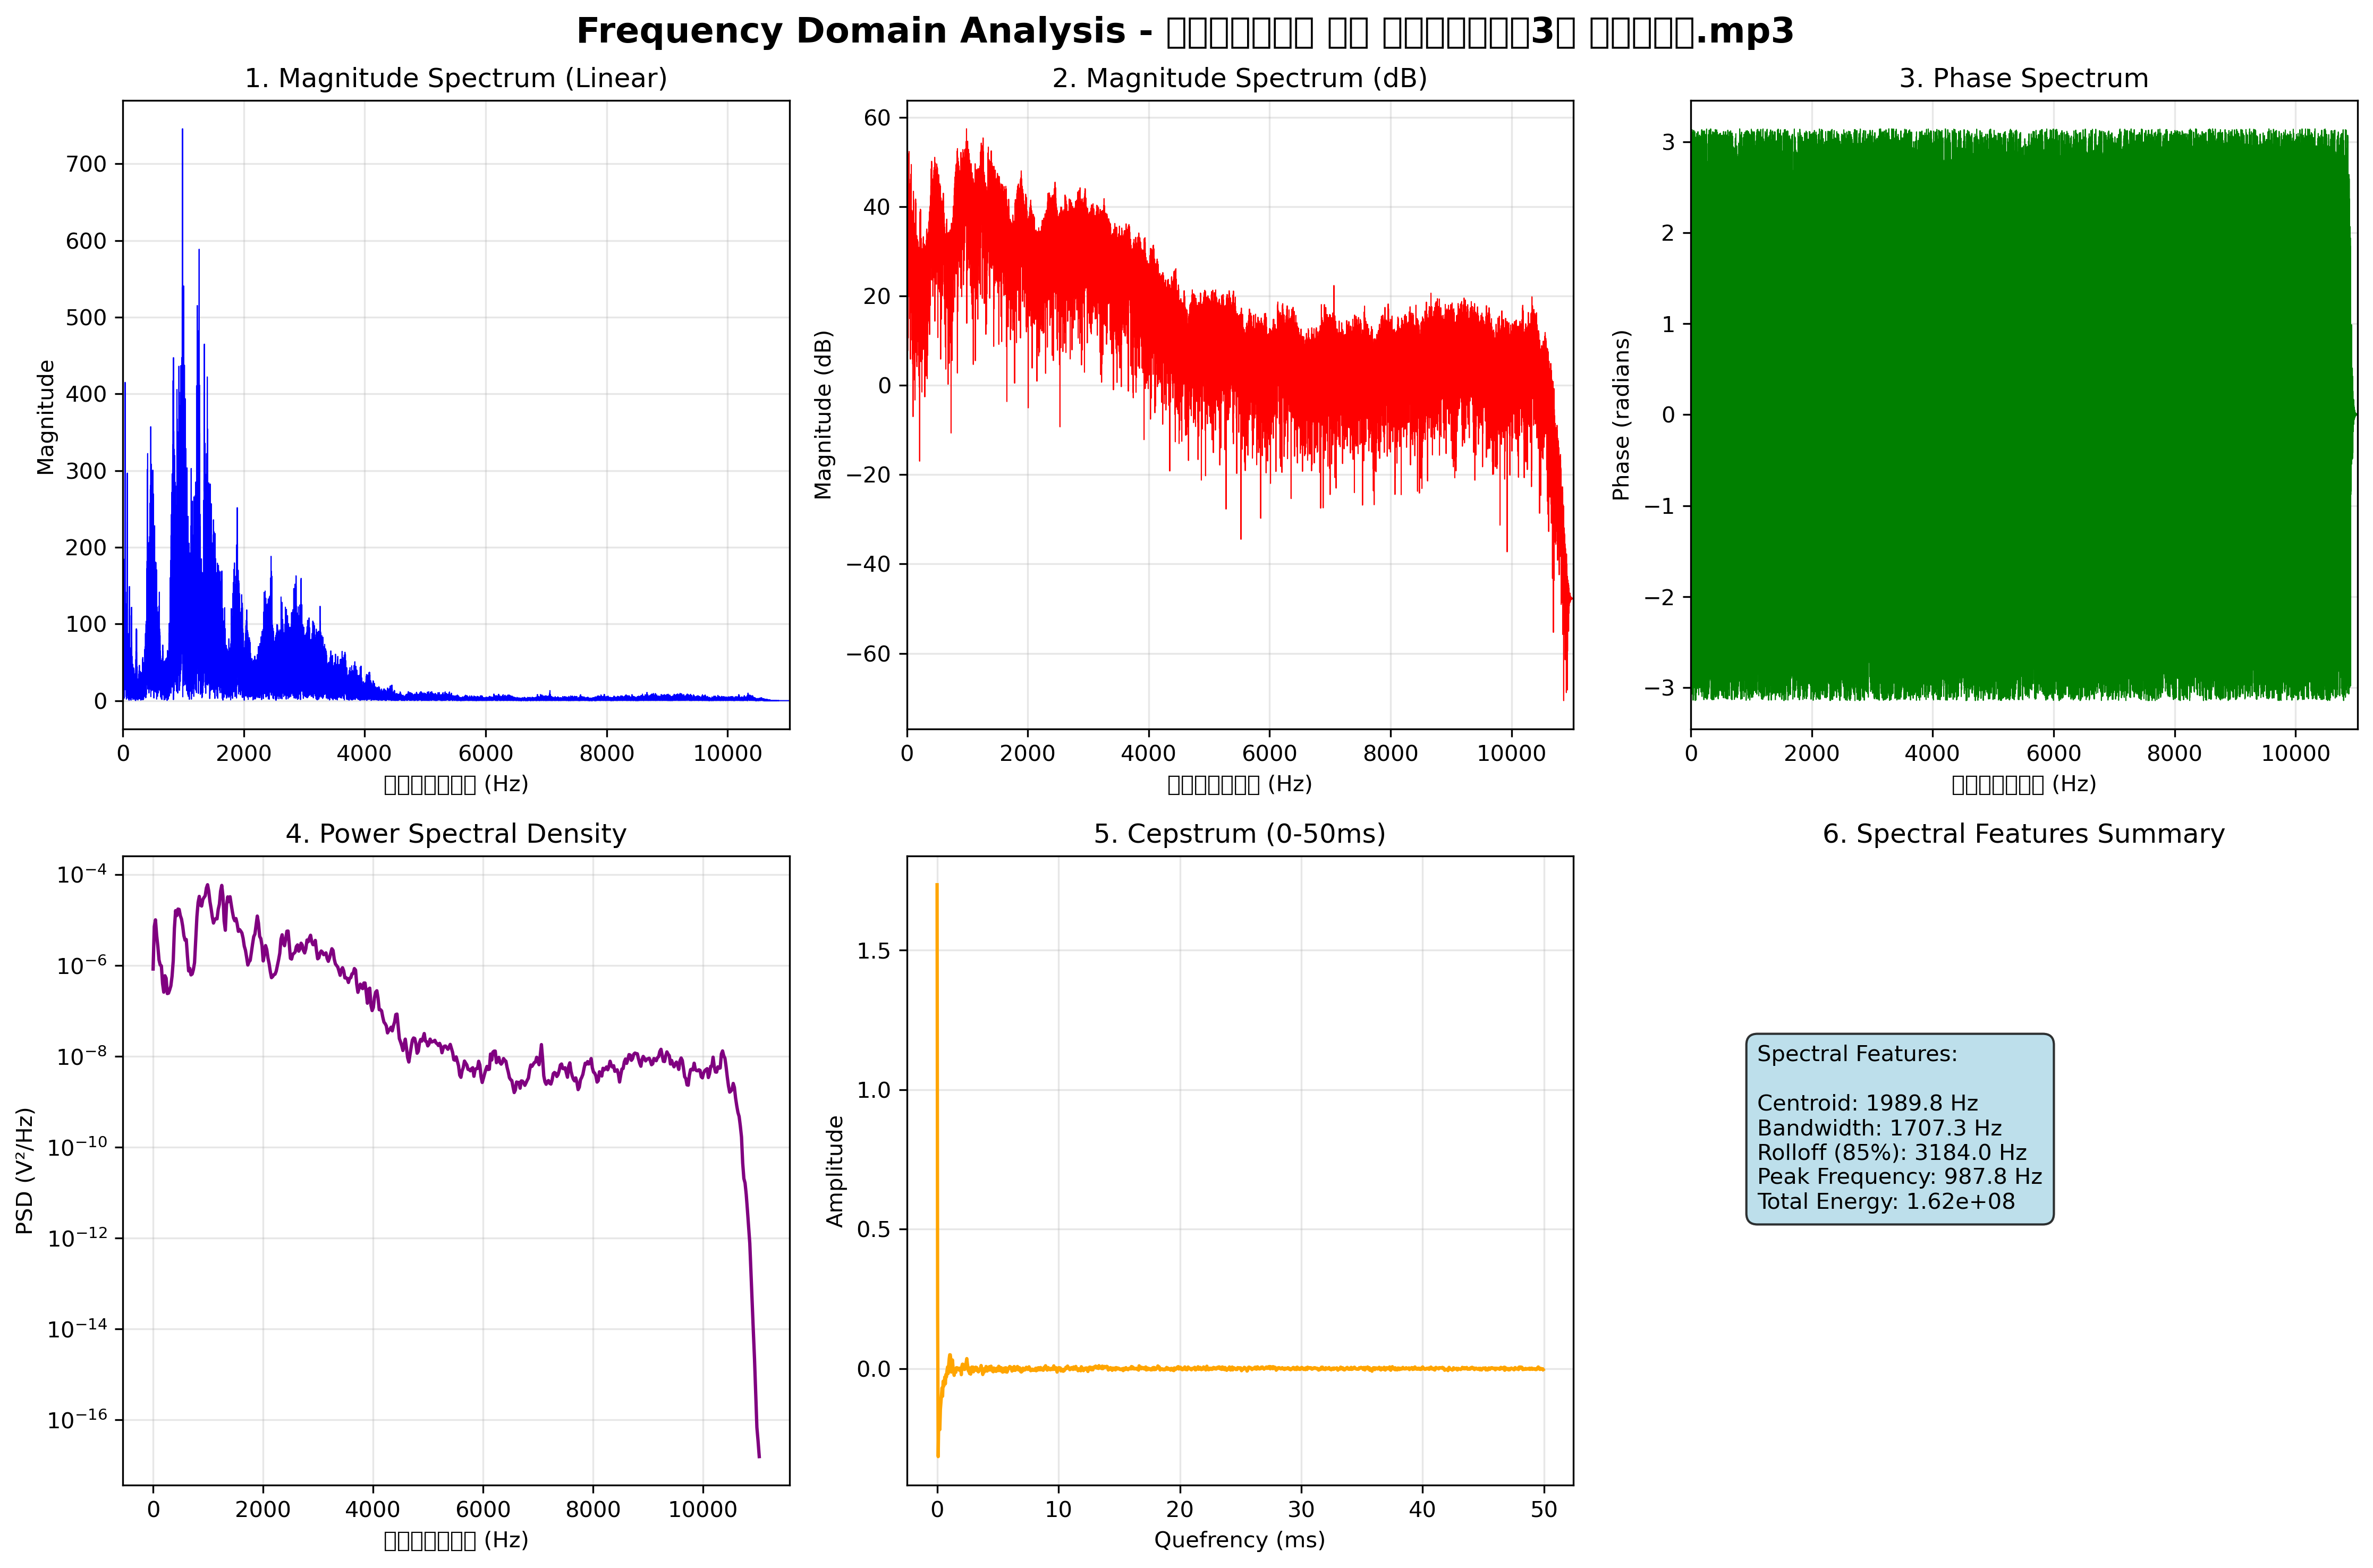 Frequency Domain Analysis - 3 .mp3
1. Magnitude Spectrum (Linear)
Magnitude
700
600
500
400
300
200
100
0
0 2000 4000 6000 8000 10000
(Hz)
2. Magnitude Spectrum (dB)
Magnitude (dB)
60
40
20
0
−20
−40
−60
0 2000 4000 6000 8000 10000
(Hz)
3. Phase Spectrum
Phase (radians)
3
2
1
0
−1
−2
−3
0 2000 4000 6000 8000 10000
(Hz)
4. Power Spectral Density
PSD (V²/Hz)
10⁻⁴
10⁻⁶
10⁻⁸
10⁻¹⁰
10⁻¹²
10⁻¹⁴
10⁻¹⁶
0 2000 4000 6000 8000 10000
(Hz)
5. Cepstrum (0-50ms)
Amplitude
1.5
1.0
0.5
0.0
0 10 20 30 40 50
Quefrency (ms)
6. Spectral Features Summary
Spectral Features:
Centroid: 1989.8 Hz
Bandwidth: 1707.3 Hz
Rolloff (85%): 3184.0 Hz
Peak Frequency: 987.8 Hz
Total Energy: 1.62e+08